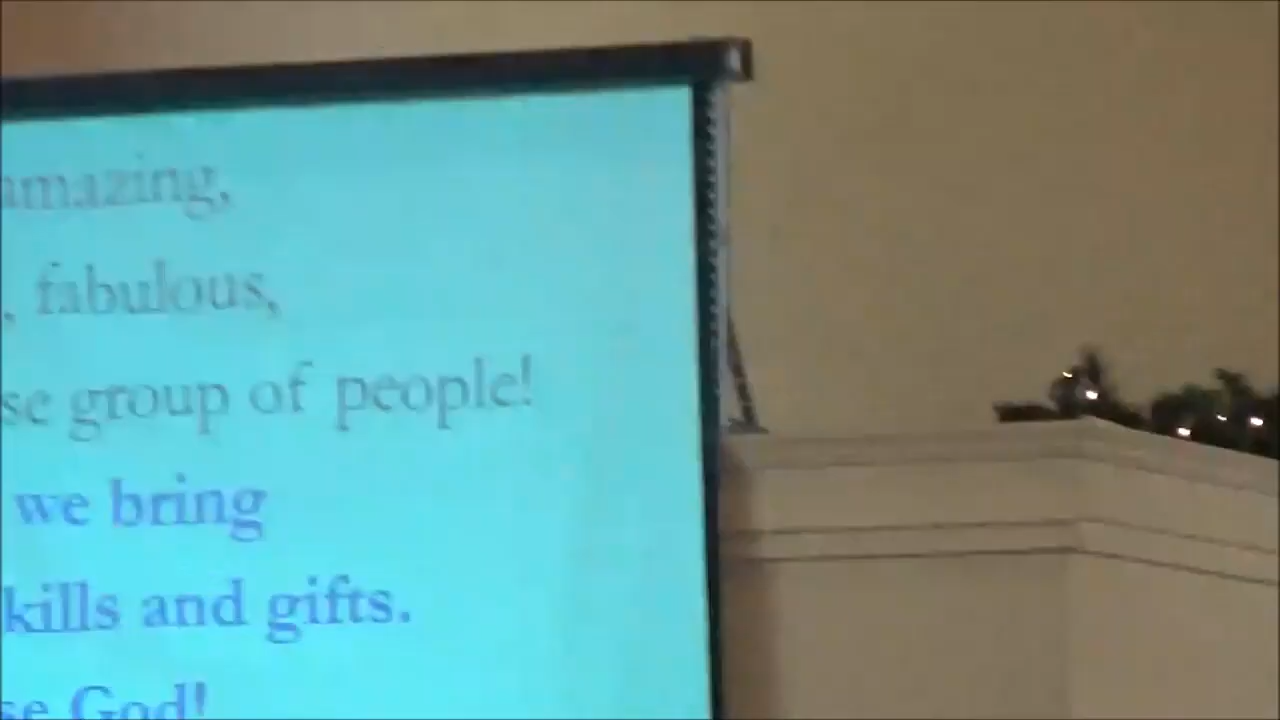 amazing,
, fabulous,
se group of people!
we bring
kills and gifts.
se God!